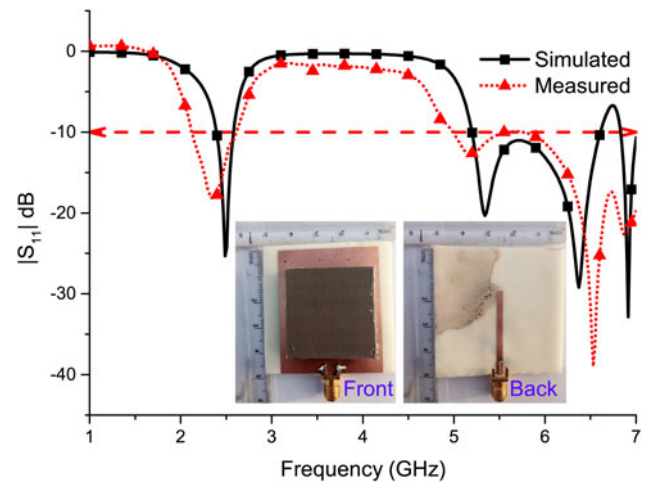 0
-10
-20
-30
-40
|S₁₁| dB
Simulated
Measured
Front
Back
1
2
3
4
5
6
7
Frequency (GHz)